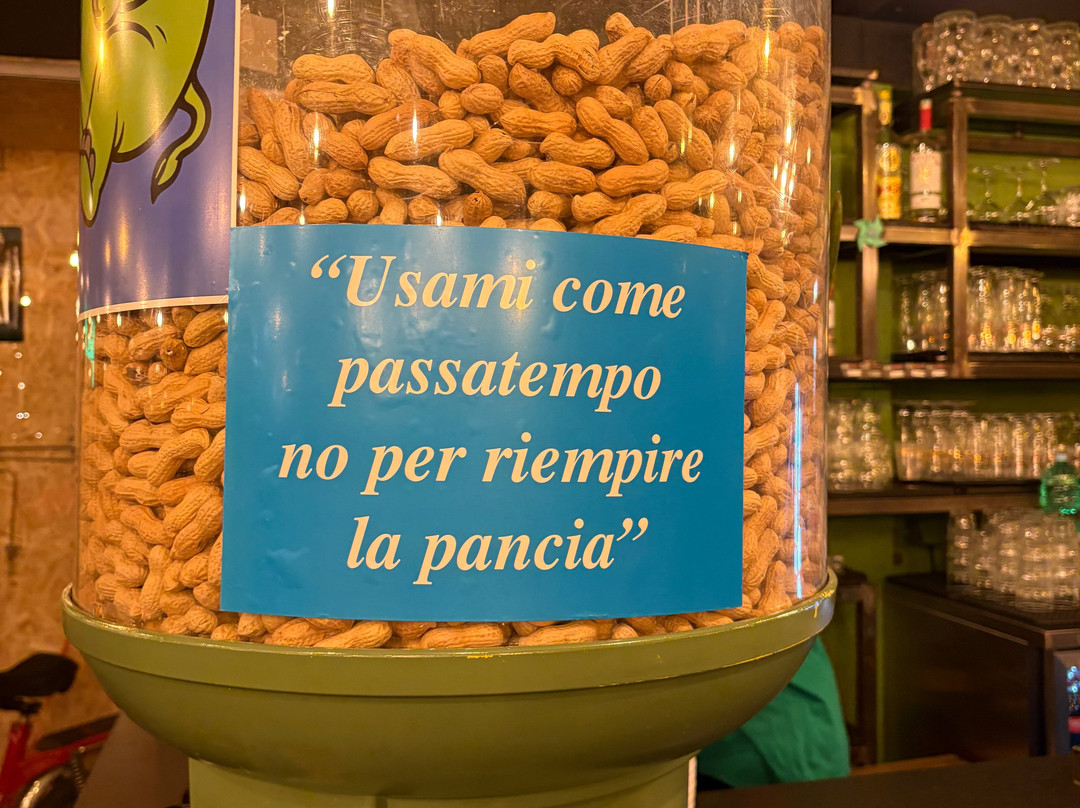 “Usami come
passatempo
no per riempire
la pancia”